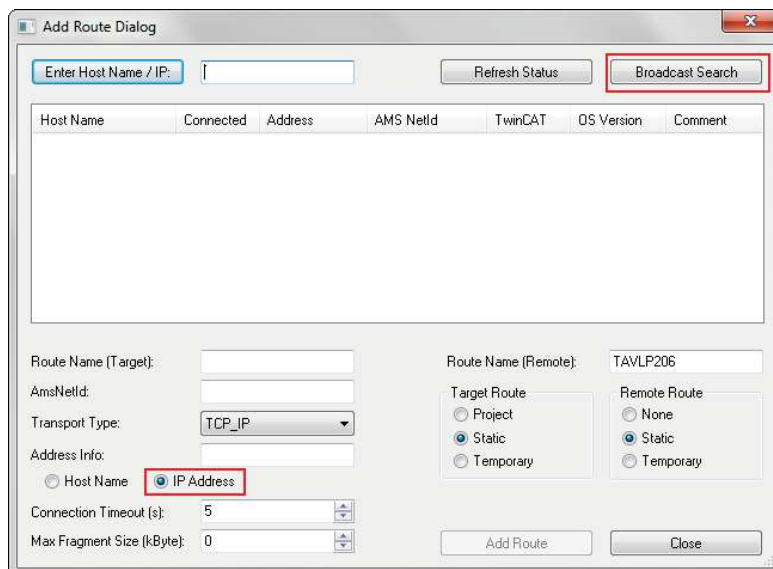 Add Route Dialog
Enter Host Name / IP: Refresh Status Broadcast Search
Host Name Connected Address AMS NetId TwinCAT OS Version Comment
Route Name (Target): Route Name (Remote): TAVLP206
AmsNetId: Target Route Remote Route
Transport Type: TCP_IP Project None
Static Static
Address Info: Temporary Temporary
Host Name IP Address
Connection Timeout (s): 5
Max Fragment Size (kByte): 0 Add Route Close